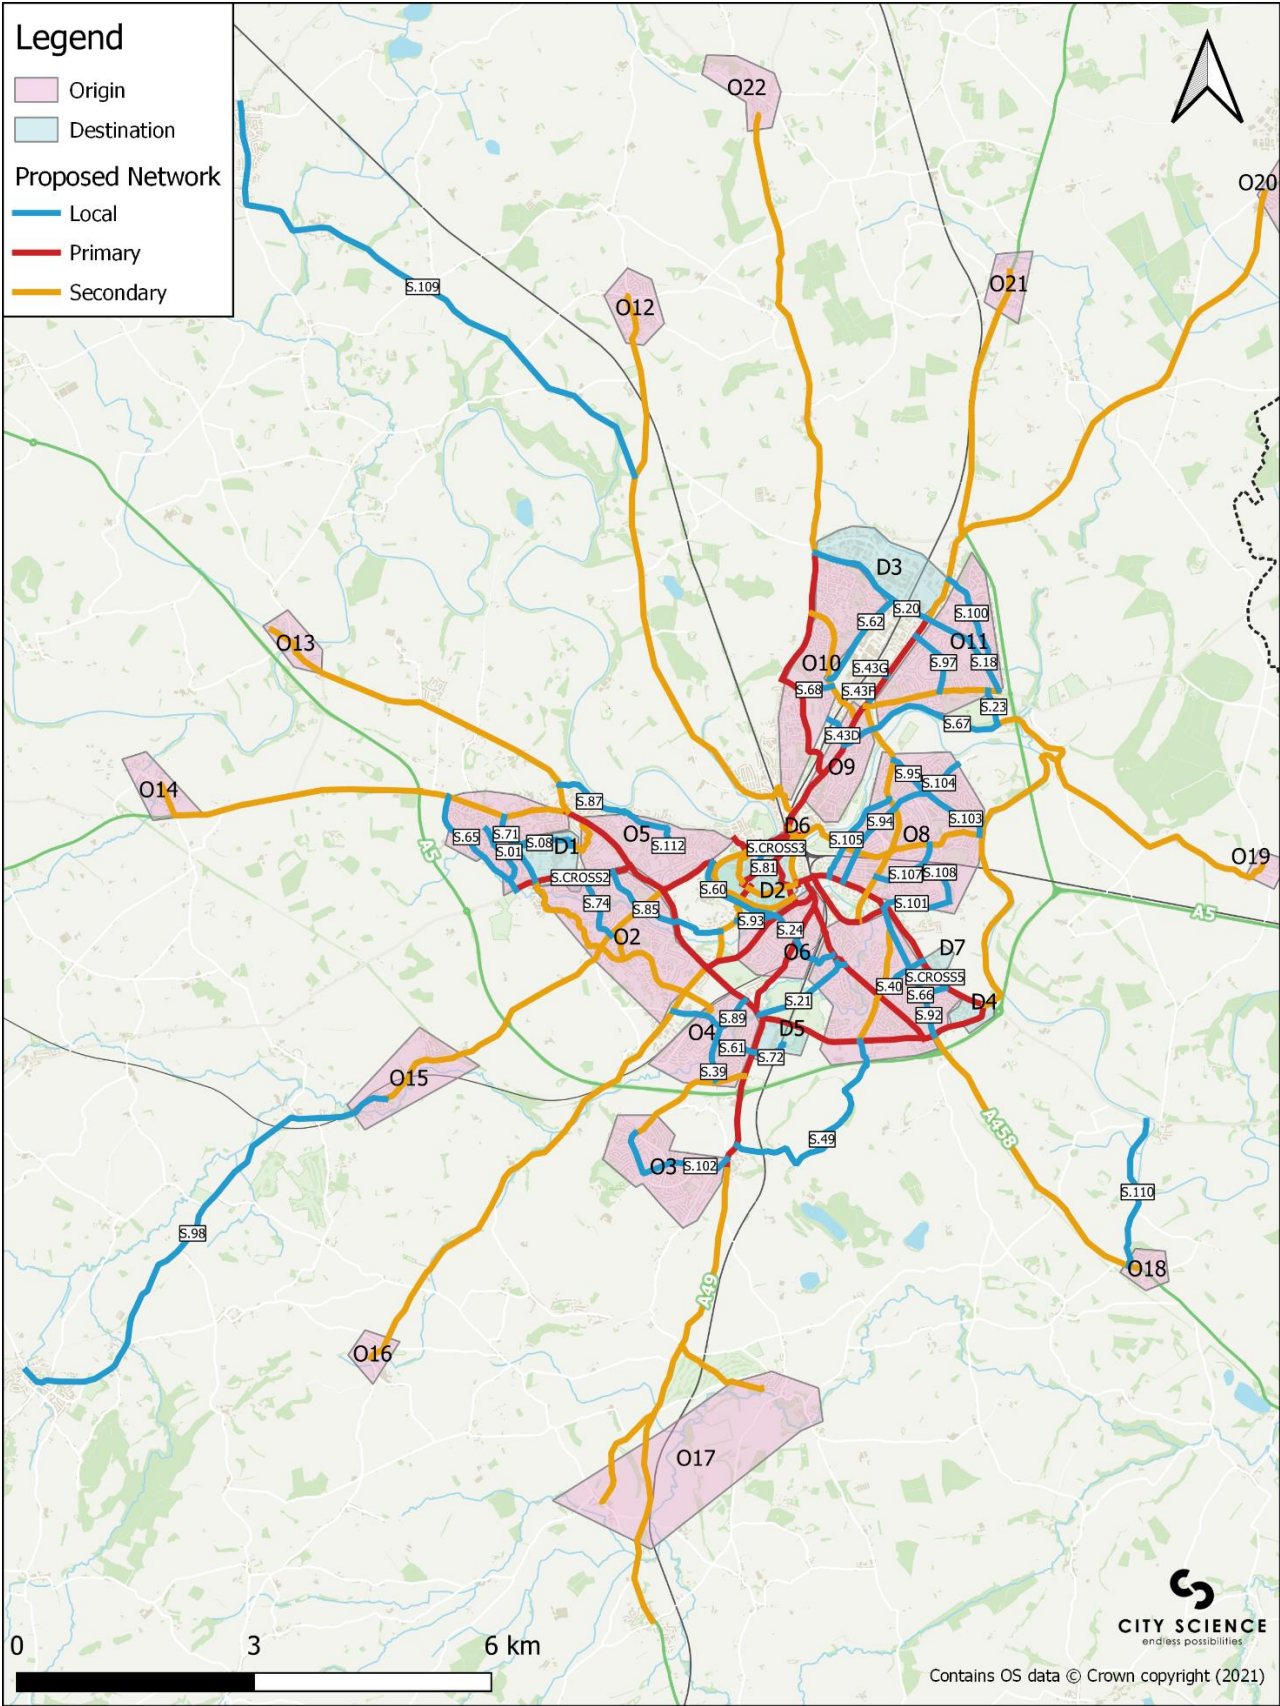 Legend
Origin
Destination
Proposed Network
Local
Primary
Secondary
O22
O20
O21
S.109
O12
D3
S.20
S.100
S.62
O11
O13
O10
S.97
S.18
S.43G
S.68
S.43F
S.23
S.67
S.43D
O9
S.95
S.104
O14
S.87
S.94
S.103
D6
O5
O8
S.65
S.71
S.08
D1
S.112
S.CROSS3
S.105
S.01
A5
O19
S.81
S.CROSS2
S.60
D2
S.107
S.108
S.74
S.85
S.101
A5
S.93
S.24
O2
O6
D7
S.CROSS5
S.40
S.66
S.21
D4
S.89
S.92
O4
D5
S.61
S.72
S.39
O15
A458
S.49
O3
S.102
S.110
S.98
O18
A49
O16
O17
CITY SCIENCE
endless possibilities
0 3 6 km
Contains OS data © Crown copyright (2021)